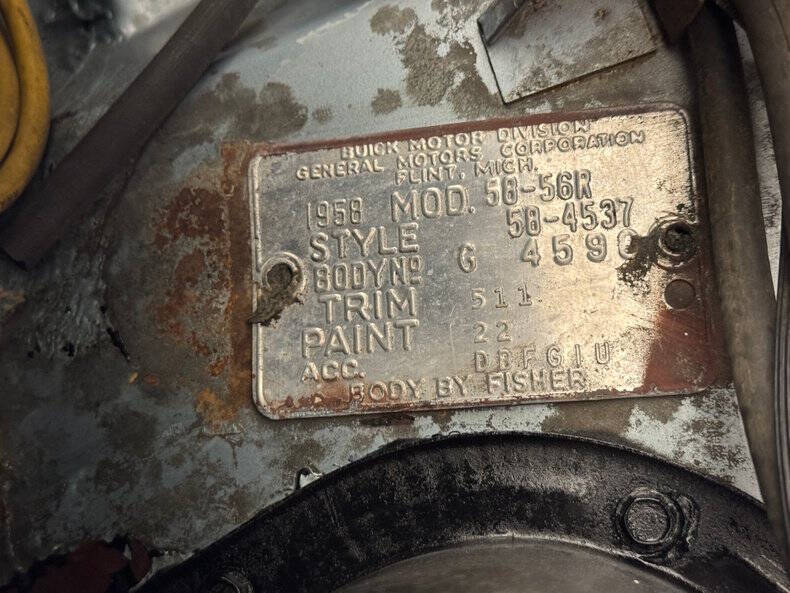 BUICK MOTOR DIVISION
GENERAL MOTORS CORPORATION
FLINT, MICH.
1958 MOD. 58-56R
STYLE 58-4537
BODY Nº G 4590
TRIM 511
PAINT 22
ACC. DBFGIU
BODY BY FISHER